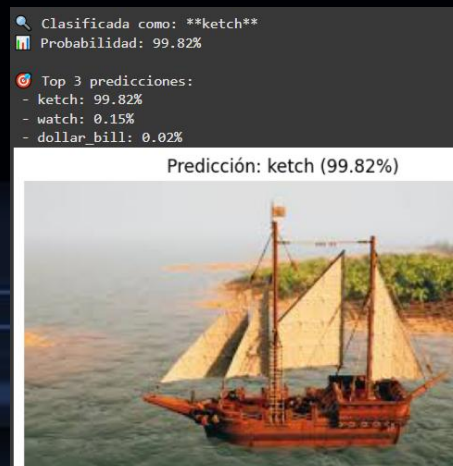 🔍 Clasificada como: **ketch**
📊 Probabilidad: 99.82%
🎯 Top 3 predicciones:
- ketch: 99.82%
- watch: 0.15%
- dollar_bill: 0.02%
Predicción: ketch (99.82%)